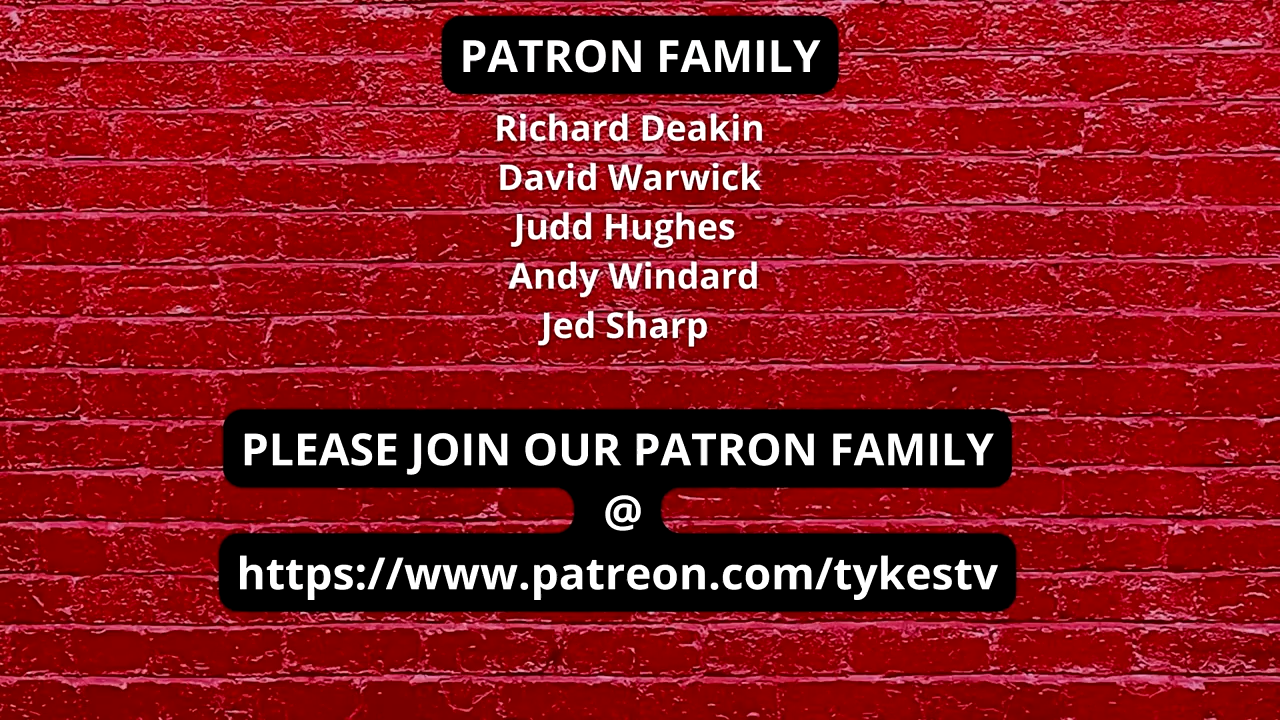 PATRON FAMILY
Richard Deakin
David Warwick
Judd Hughes
Andy Windard
Jed Sharp
PLEASE JOIN OUR PATRON FAMILY
@
https://www.patreon.com/tykestv